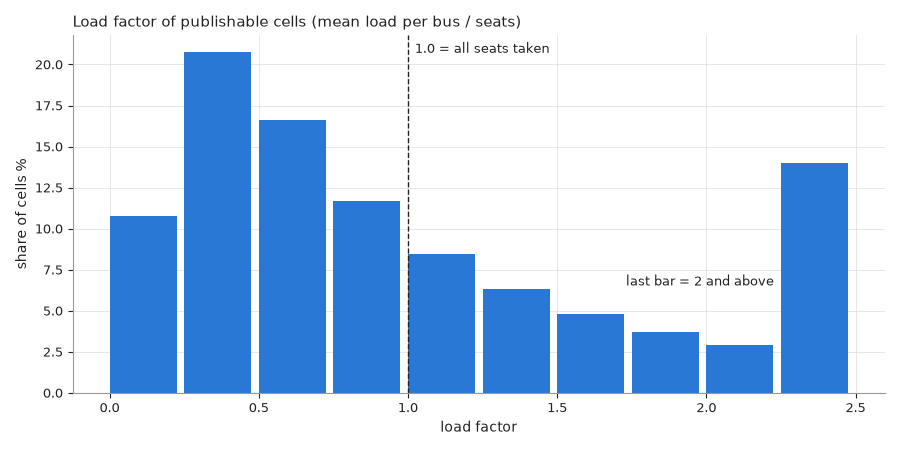 Load factor of publishable cells (mean load per bus / seats)
1.0 = all seats taken
last bar = 2 and above
share of cells %
20.0
17.5
15.0
12.5
10.0
7.5
5.0
2.5
0.0
0.0 0.5 1.0 1.5 2.0 2.5
load factor